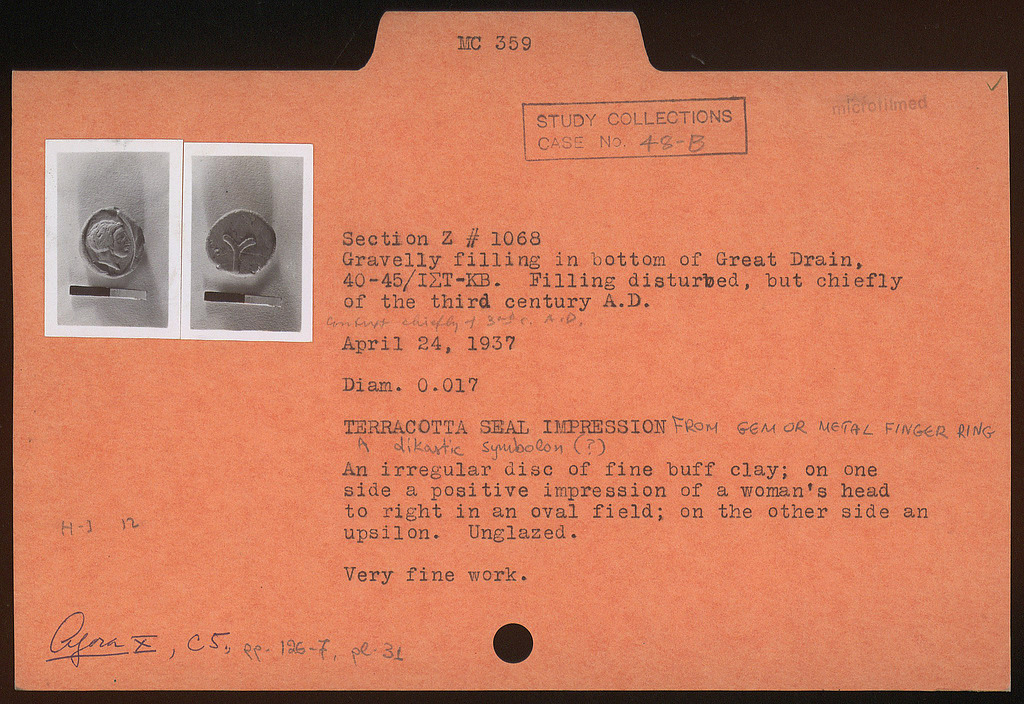 MC 359
microfilmed
STUDY COLLECTIONS
CASE No. 48-B
Section Z # 1068
Gravelly filling in bottom of Great Drain,
40-45/ΙΣΤ-ΚΒ. Filling disturbed, but chiefly
of the third century A.D.
Context chiefly of 3rd c. A.D.
April 24, 1937
Diam. 0.017
TERRACOTTA SEAL IMPRESSION FROM GEM OR METAL FINGER RING
A dikastic symbolon (?)
An irregular disc of fine buff clay; on one
side a positive impression of a woman's head
to right in an oval field; on the other side an
upsilon. Unglazed.
H-I 12
Very fine work.
Agora X, C5, pp. 126-7, pl. 31